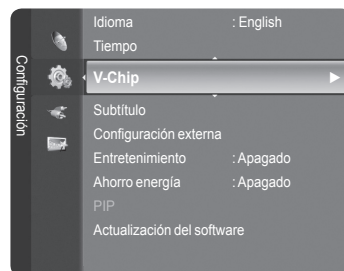 Configuración
Idioma : English
Tiempo
V-Chip
Subtítulo
Configuración externa
Entretenimiento : Apagado
Ahorro energía : Apagado
PIP
Actualización del software